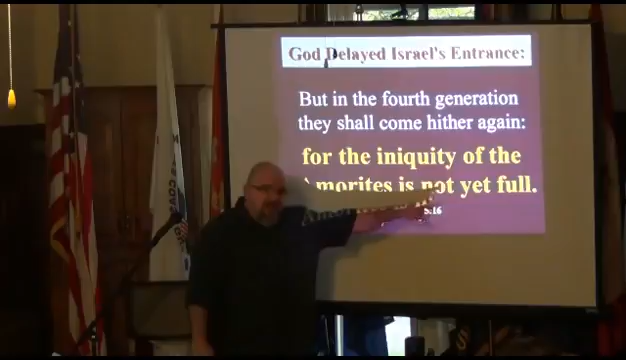 God Delayed Israel's Entrance:
But in the fourth generation
they shall come hither again:
for the iniquity of the
Amorites is not yet full.